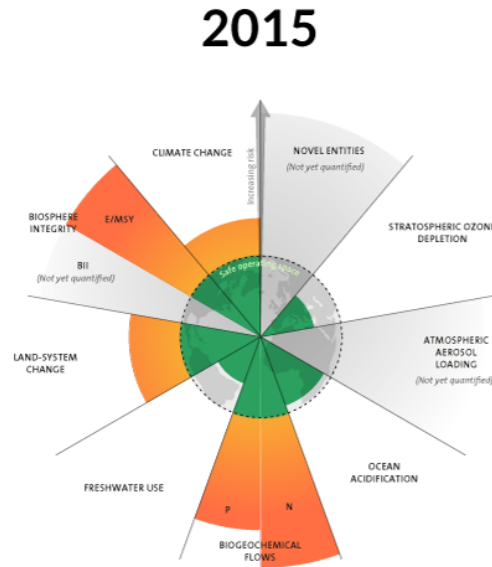 2015
CLIMATE CHANGE
Increasing risk
NOVEL ENTITIES
(Not yet quantified)
STRATOSPHERIC OZONE
DEPLETION
ATMOSPHERIC
AEROSOL
LOADING
(Not yet quantified)
OCEAN
ACIDIFICATION
N
P
BIOGEOCHEMICAL
FLOWS
FRESHWATER USE
LAND-SYSTEM
CHANGE
BIOSPHERE
INTEGRITY
E/MSY
BII
(Not yet quantified)
Safe operating space